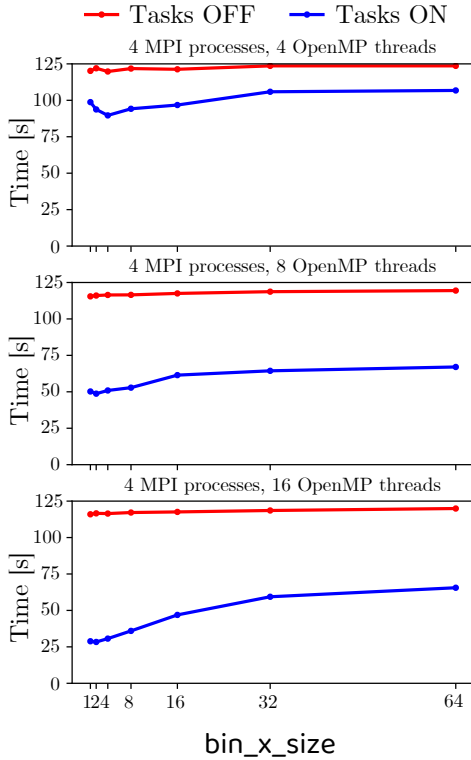 Tasks OFF Tasks ON
4 MPI processes, 4 OpenMP threads
125
100
75
50
25
0
Time [s]
4 MPI processes, 8 OpenMP threads
125
100
75
50
25
0
Time [s]
4 MPI processes, 16 OpenMP threads
125
100
75
50
25
0
Time [s]
1 2 4 8 16 32 64
bin_x_size